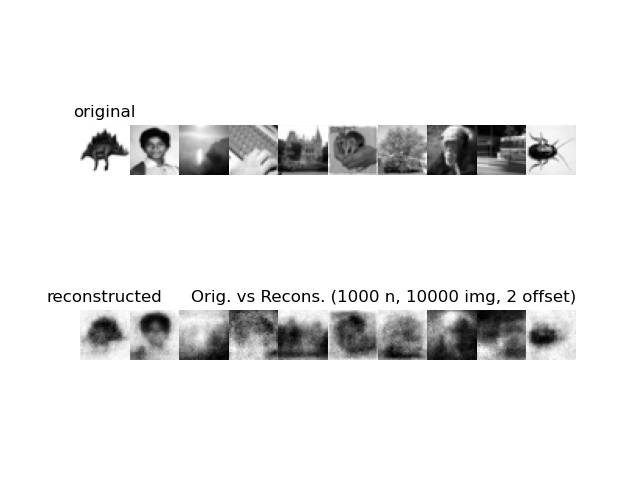 original
reconstructed
Orig. vs Recons. (1000 n, 10000 img, 2 offset)